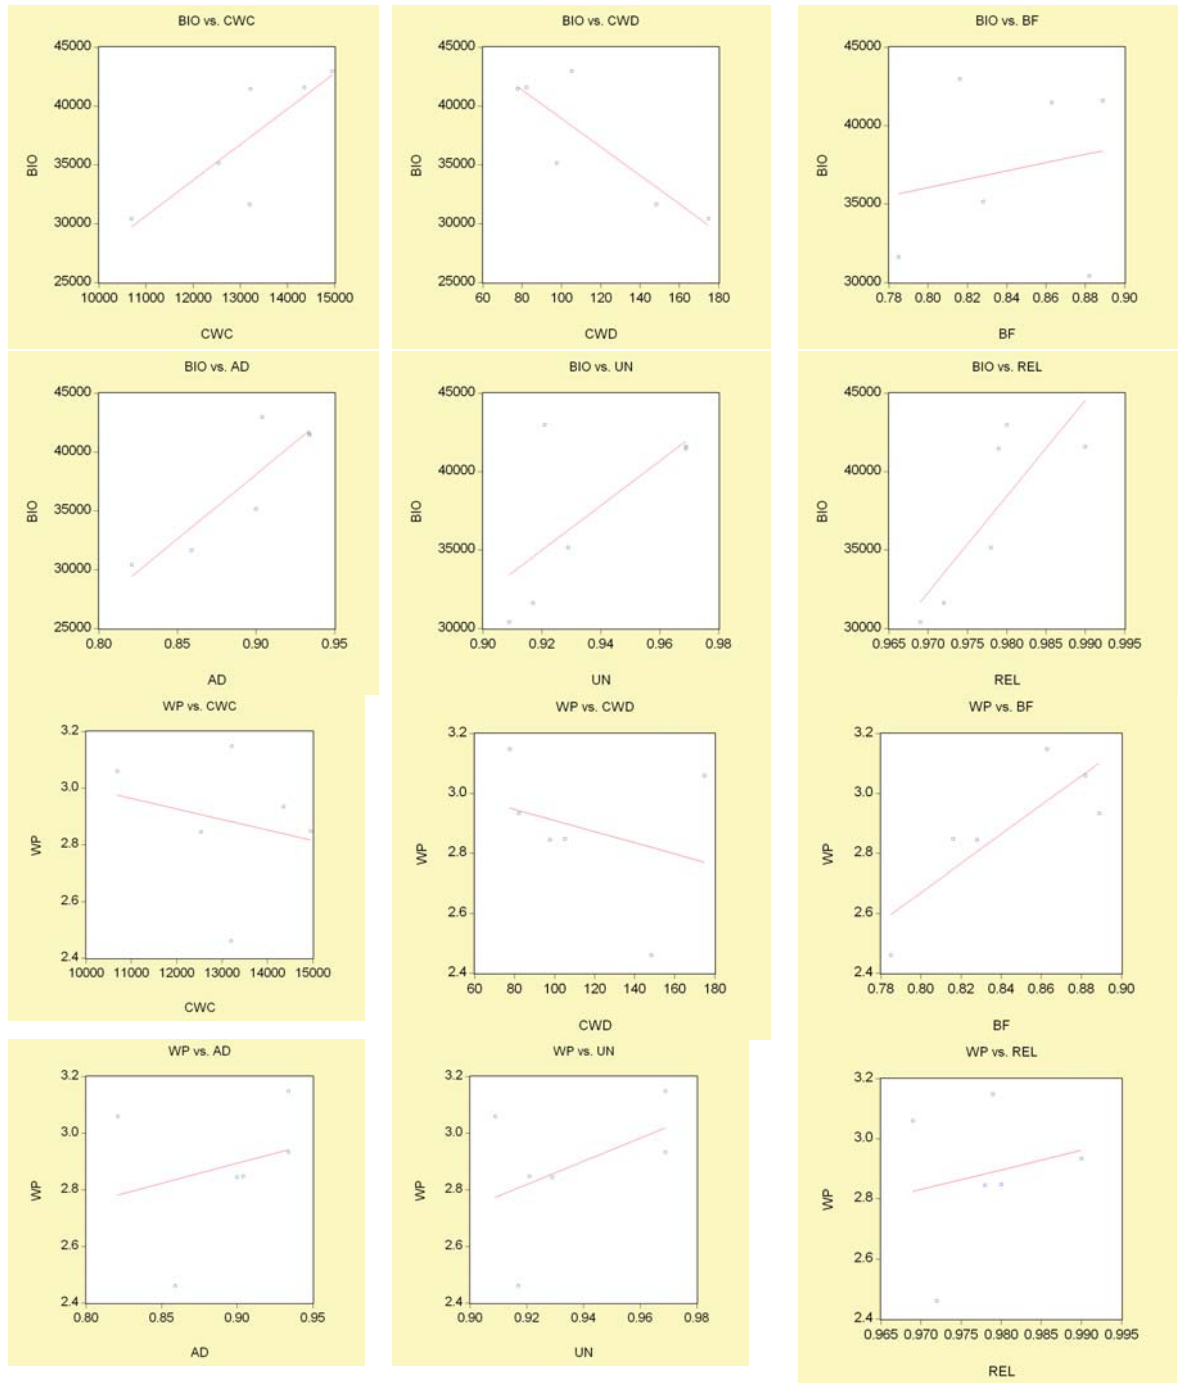 BIO vs. CWC
45000
40000
35000
30000
25000
BIO
10000 11000 12000 13000 14000 15000
CWC
BIO vs. CWD
45000
40000
35000
30000
25000
BIO
60 80 100 120 140 160 180
CWD
BIO vs. BF
45000
40000
35000
30000
BIO
0.78 0.80 0.82 0.84 0.86 0.88 0.90
BF
BIO vs. AD
45000
40000
35000
30000
25000
BIO
0.80 0.85 0.90 0.95
AD
BIO vs. UN
45000
40000
35000
30000
BIO
0.90 0.92 0.94 0.96 0.98
UN
BIO vs. REL
45000
40000
35000
30000
BIO
0.965 0.970 0.975 0.980 0.985 0.990 0.995
REL
WP vs. CWC
3.2
3.0
2.8
2.6
2.4
WP
10000 11000 12000 13000 14000 15000
CWC
WP vs. CWD
3.2
3.0
2.8
2.6
2.4
WP
60 80 100 120 140 160 180
CWD
WP vs. BF
3.2
3.0
2.8
2.6
2.4
WP
0.78 0.80 0.82 0.84 0.86 0.88 0.90
BF
WP vs. AD
3.2
3.0
2.8
2.6
2.4
WP
0.80 0.85 0.90 0.95
AD
WP vs. UN
3.2
3.0
2.8
2.6
2.4
WP
0.90 0.92 0.94 0.96 0.98
UN
WP vs. REL
3.2
3.0
2.8
2.6
2.4
WP
0.965 0.970 0.975 0.980 0.985 0.990 0.995
REL